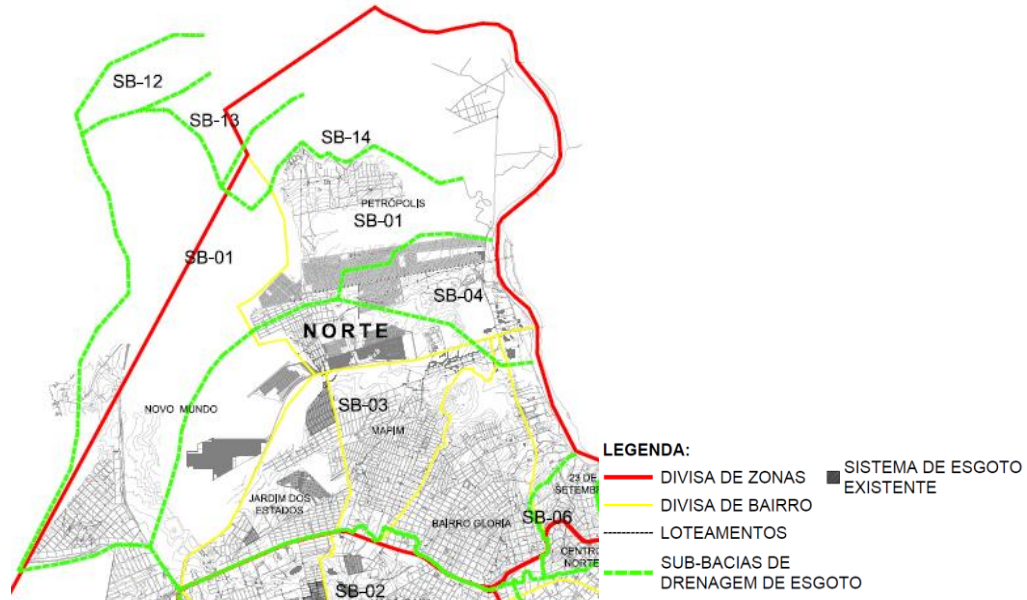 SB-12
SB-13
SB-14
PETRÓPOLIS
SB-01
SB-01
SB-04
NORTE
NOVO MUNDO
SB-03
MAPIM
JARDIM DOS
ESTADOS
BAIRRO GLORIA
23 DE
SETEMB
SB-06
CENTRO
NORTE
SB-02
LEGENDA:
DIVISA DE ZONAS
SISTEMA DE ESGOTO
EXISTENTE
DIVISA DE BAIRRO
LOTEAMENTOS
SUB-BACIAS DE
DRENAGEM DE ESGOTO